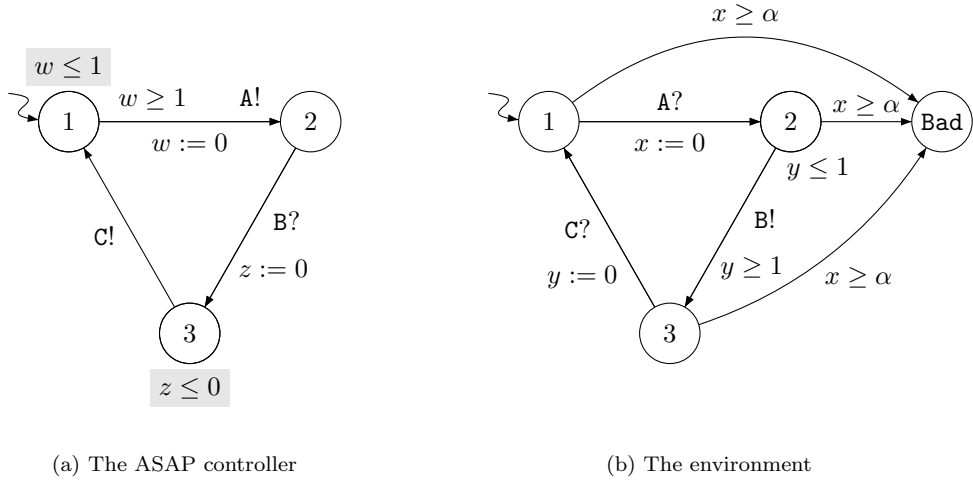 w ≤ 1
1
w ≥ 1
A!
w := 0
2
B?
z := 0
C!
3
z ≤ 0
(a) The ASAP controller
x ≥ α
1
A?
x := 0
2
x ≥ α
Bad
y ≤ 1
B!
y ≥ 1
C?
y := 0
x ≥ α
3
(b) The environment